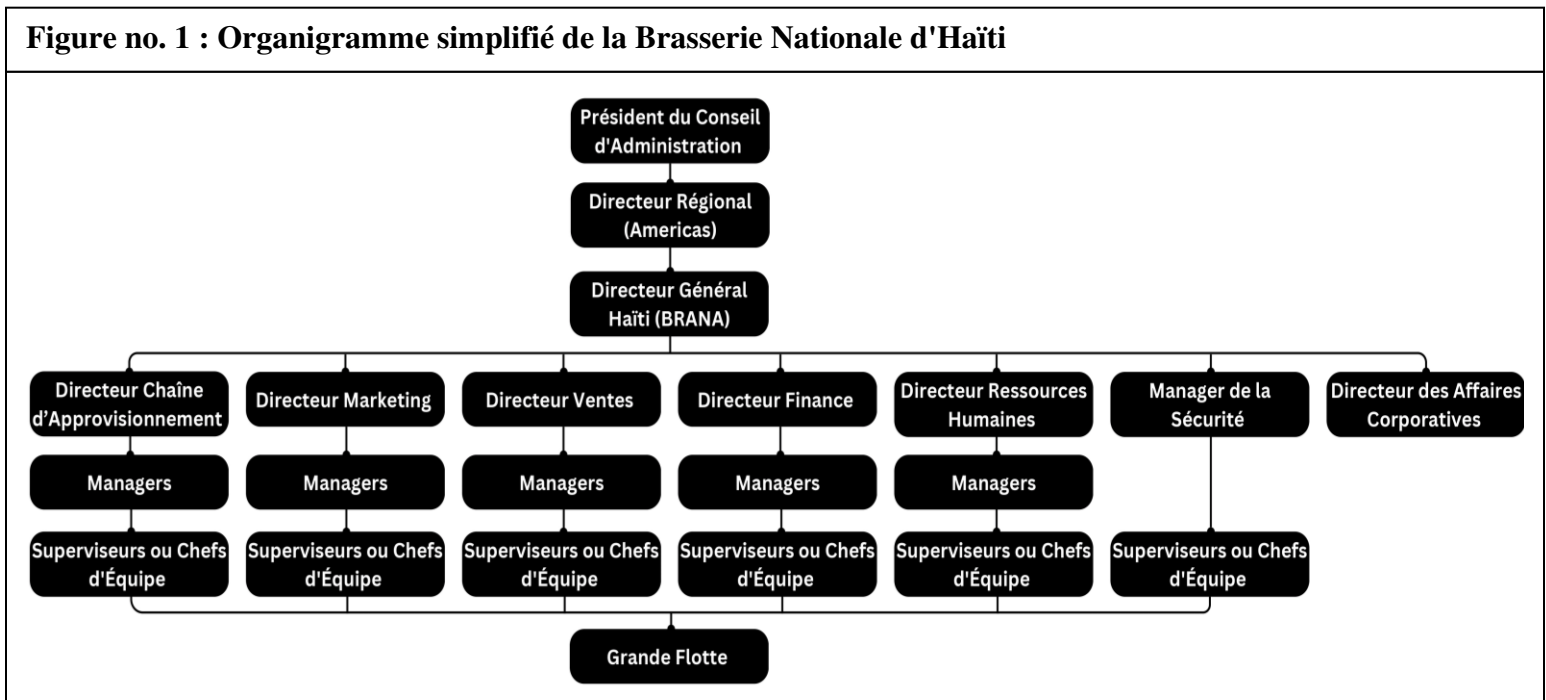 Figure no. 1 : Organigramme simplifié de la Brasserie Nationale d'Haïti
Président du Conseil
d'Administration
Directeur Régional
(Americas)
Directeur Général
Haïti (BRANA)
Directeur Chaîne
d’Approvisionnement
Directeur Marketing
Directeur Ventes
Directeur Finance
Directeur Ressources
Humaines
Manager de la
Sécurité
Directeur des Affaires
Corporatives
Managers
Managers
Managers
Managers
Managers
Superviseurs ou Chefs
d'Équipe
Superviseurs ou Chefs
d'Équipe
Superviseurs ou Chefs
d'Équipe
Superviseurs ou Chefs
d'Équipe
Superviseurs ou Chefs
d'Équipe
Superviseurs ou Chefs
d'Équipe
Grande Flotte